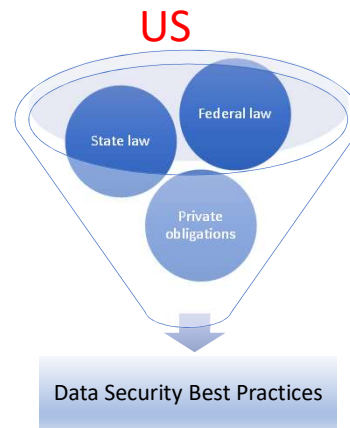 US
Federal law
State law
Private
obligations
Data Security Best Practices